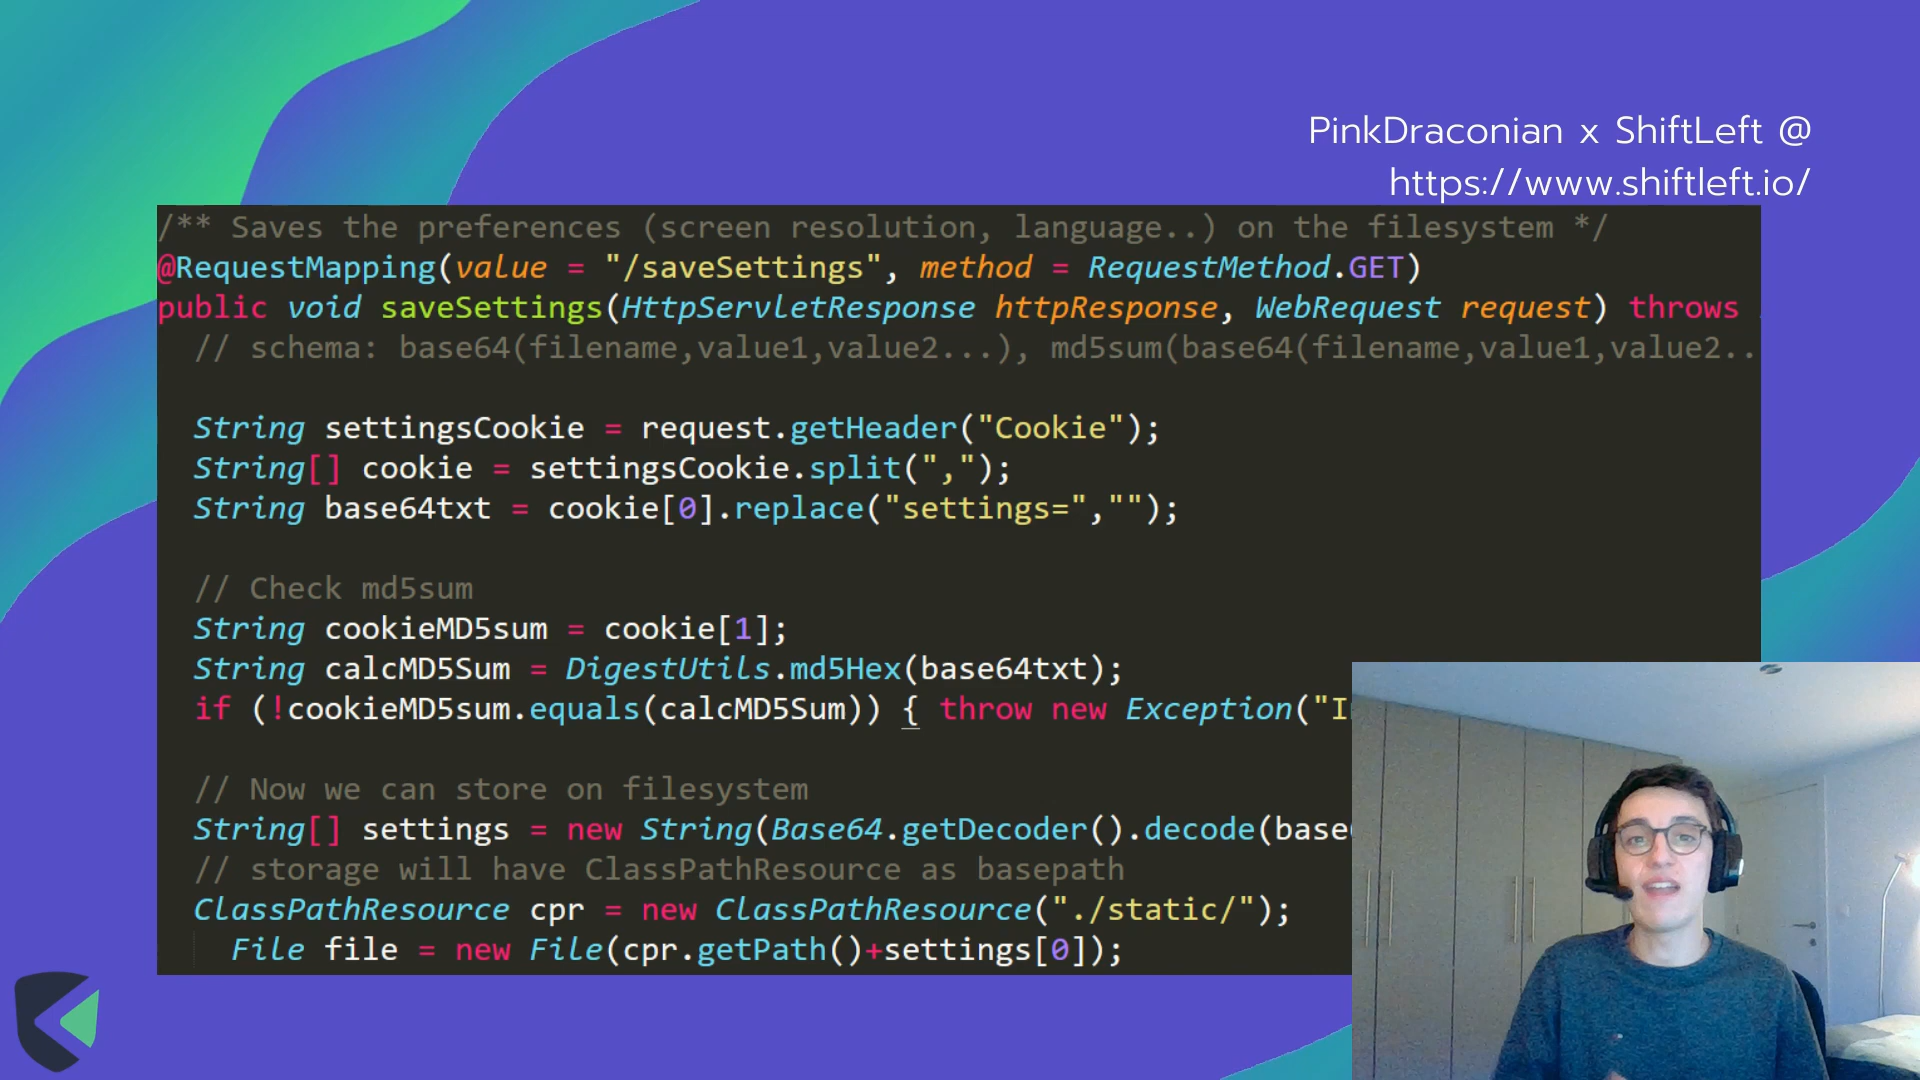 PinkDraconian x ShiftLeft @
https://www.shiftleft.io/
/** Saves the preferences (screen resolution, language..) on the filesystem */
@RequestMapping(value = "/saveSettings", method = RequestMethod.GET)
public void saveSettings(HttpServletResponse httpResponse, WebRequest request) throws
// schema: base64(filename,value1,value2...), md5sum(base64(filename,value1,value2..
String settingsCookie = request.getHeader("Cookie");
String[] cookie = settingsCookie.split(",");
String base64txt = cookie[0].replace("settings=","");
// Check md5sum
String cookieMD5sum = cookie[1];
String calcMD5Sum = DigestUtils.md5Hex(base64txt);
if (!cookieMD5sum.equals(calcMD5Sum)) { throw new Exception("I
// Now we can store on filesystem
String[] settings = new String(Base64.getDecoder().decode(base
// storage will have ClassPathResource as basepath
ClassPathResource cpr = new ClassPathResource("./static/");
File file = new File(cpr.getPath()+settings[0]);